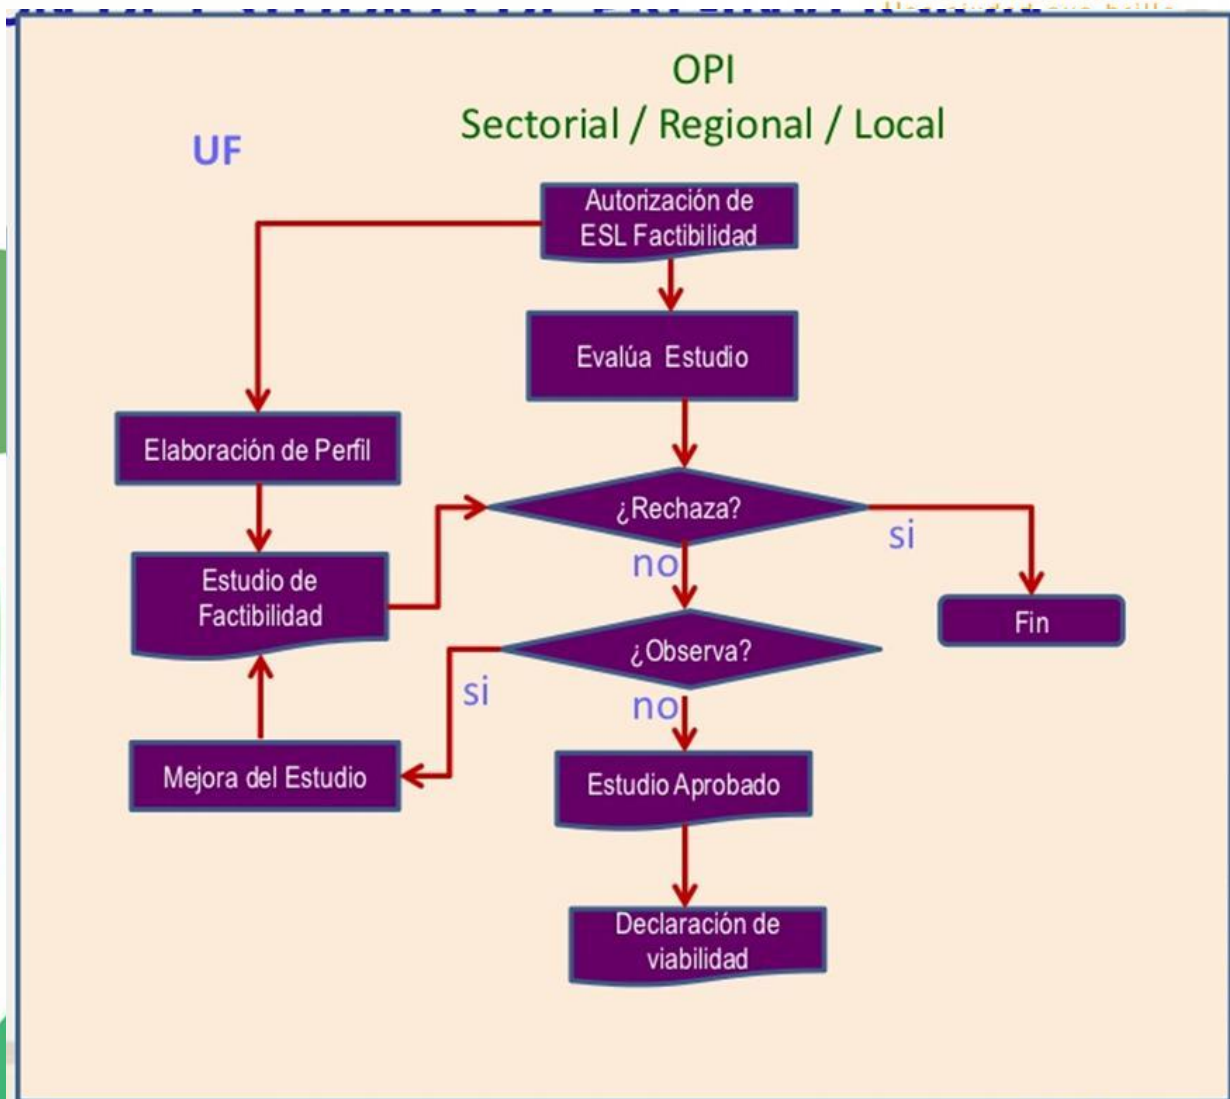 OPI
Sectorial / Regional / Local
UF
Autorización de
ESL Factibilidad
Evalúa Estudio
Elaboración de Perfil
¿Rechaza?
si
no
Estudio de
Factibilidad
Fin
¿Observa?
si
no
Mejora del Estudio
Estudio Aprobado
Declaración de
viabilidad